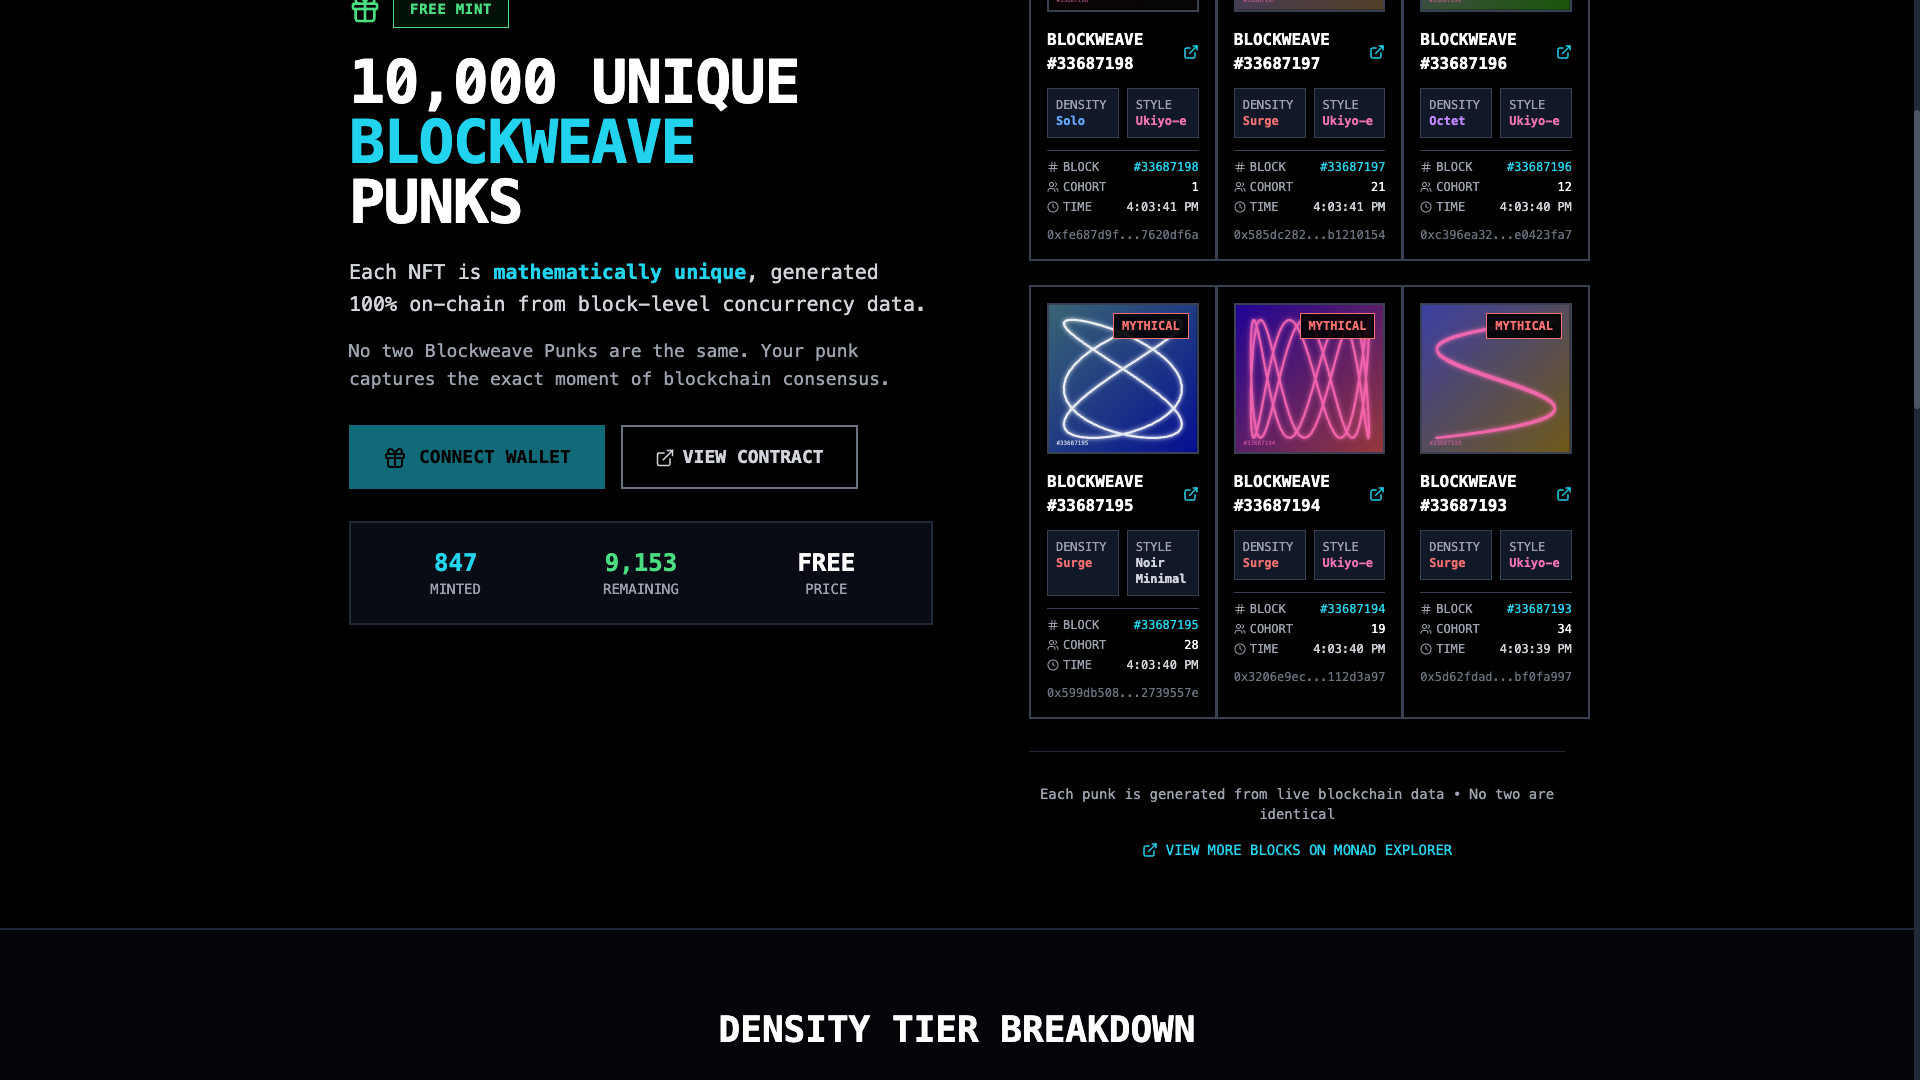 FREE MINT
10,000 UNIQUE
BLOCKWEAVE
PUNKS
Each NFT is mathematically unique, generated
100% on-chain from block-level concurrency data.
No two Blockweave Punks are the same. Your punk
captures the exact moment of blockchain consensus.
CONNECT WALLET
VIEW CONTRACT
847
MINTED
9,153
REMAINING
FREE
PRICE
BLOCKWEAVE
#33687198
DENSITY
Solo
STYLE
Ukiyo-e
# BLOCK #33687198
COHORT 1
TIME 4:03:41 PM
0xfe687d9f...7620df6a
BLOCKWEAVE
#33687197
DENSITY
Surge
STYLE
Ukiyo-e
# BLOCK #33687197
COHORT 21
TIME 4:03:41 PM
0x585dc282...b1210154
BLOCKWEAVE
#33687196
DENSITY
Octet
STYLE
Ukiyo-e
# BLOCK #33687196
COHORT 12
TIME 4:03:40 PM
0xc396ea32...e0423fa7
MYTHICAL
#33687195
BLOCKWEAVE
#33687195
DENSITY
Surge
STYLE
Noir
Minimal
# BLOCK #33687195
COHORT 28
TIME 4:03:40 PM
0x599db508...2739557e
MYTHICAL
#33687194
BLOCKWEAVE
#33687194
DENSITY
Surge
STYLE
Ukiyo-e
# BLOCK #33687194
COHORT 19
TIME 4:03:40 PM
0x3206e9ec...112d3a97
MYTHICAL
#33687193
BLOCKWEAVE
#33687193
DENSITY
Surge
STYLE
Ukiyo-e
# BLOCK #33687193
COHORT 34
TIME 4:03:39 PM
0x5d62fdad...bf0fa997
Each punk is generated from live blockchain data • No two are
identical
VIEW MORE BLOCKS ON MONAD EXPLORER
DENSITY TIER BREAKDOWN